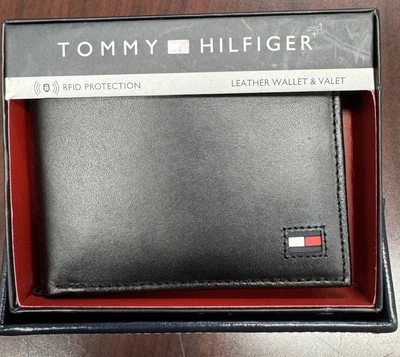 TOMMY HILFIGER
RFID PROTECTION
LEATHER WALLET & VALET